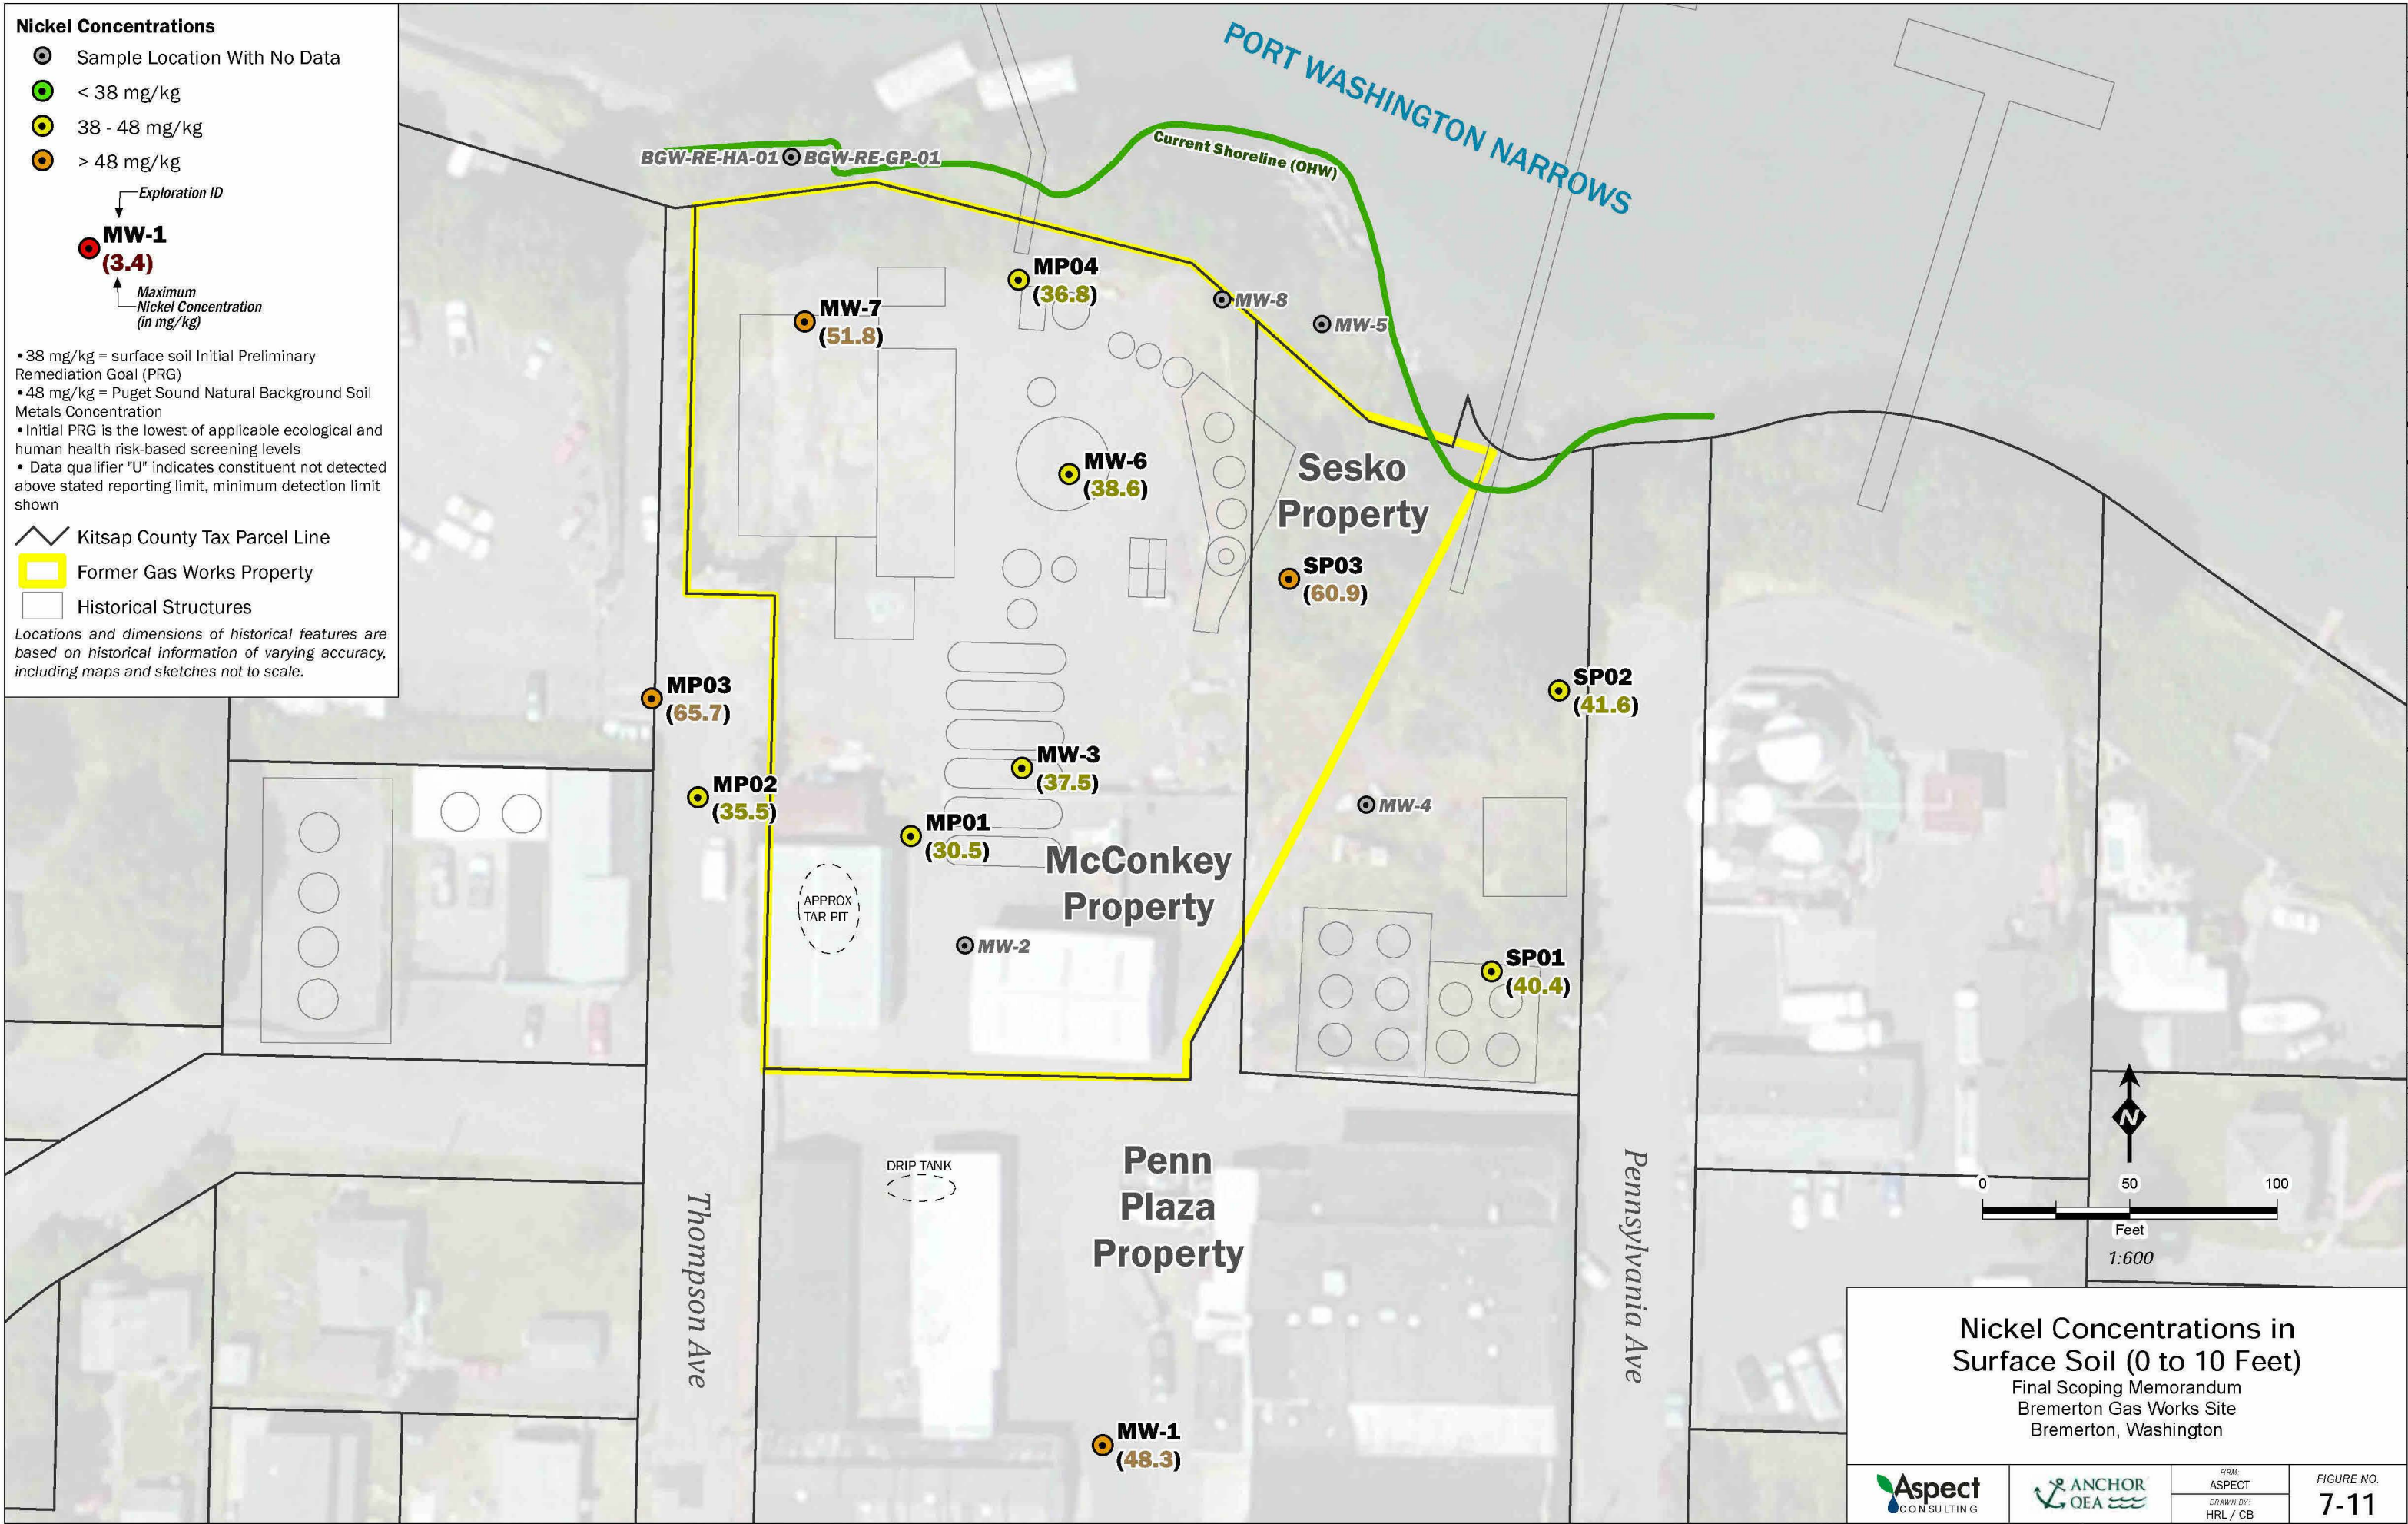 Nickel Concentrations
Sample Location With No Data
< 38 mg/kg
38 - 48 mg/kg
> 48 mg/kg
Exploration ID
MW-1
(3.4)
Maximum
Nickel Concentration
(in mg/kg)
•38 mg/kg = surface soil Initial Preliminary
Remediation Goal (PRG)
•48 mg/kg = Puget Sound Natural Background Soil
Metals Concentration
•Initial PRG is the lowest of applicable ecological and
human health risk-based screening levels
• Data qualifier "U" indicates constituent not detected
above stated reporting limit, minimum detection limit
shown
Kitsap County Tax Parcel Line
Former Gas Works Property
Historical Structures
Locations and dimensions of historical features are
based on historical information of varying accuracy,
including maps and sketches not to scale.
PORT WASHINGTON NARROWS
Current Shoreline (OHW)
BGW-RE-HA-01 BGW-RE-GP-01
MP04
(36.8)
MW-8
MW-5
MW-7
(51.8)
MW-6
(38.6)
Sesko
Property
SP03
(60.9)
MP03
(65.7)
SP02
(41.6)
MW-3
(37.5)
MP02
(35.5)
MW-4
MP01
(30.5)
McConkey
Property
APPROX
TAR PIT
MW-2
SP01
(40.4)
DRIP TANK
Penn
Plaza
Property
Thompson Ave
Pennsylvania Ave
MW-1
(48.3)
N
0 50 100
Feet
1:600
Nickel Concentrations in
Surface Soil (0 to 10 Feet)
Final Scoping Memorandum
Bremerton Gas Works Site
Bremerton, Washington
Aspect
CONSULTING
ANCHOR
QEA
FIRM:
ASPECT
DRAWN BY:
HRL / CB
FIGURE NO.
7-11